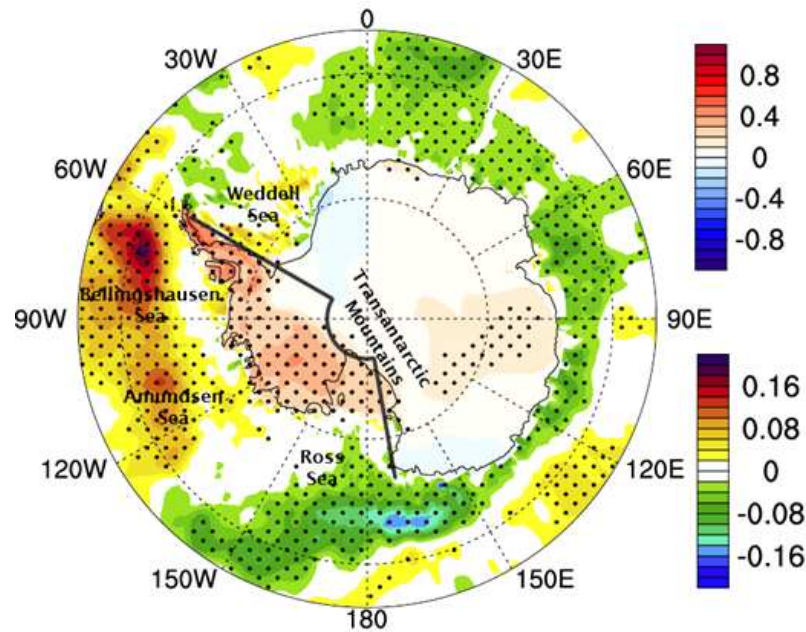 0
30W
30E
0.8
0.4
0
-0.4
-0.8
60W
60E
Weddell
Sea
Bellingshausen
Sea
Transantarctic
Mountains
90W
90E
Amundsen
Sea
0.16
0.08
0
-0.08
-0.16
Ross
Sea
120W
120E
150W
150E
180